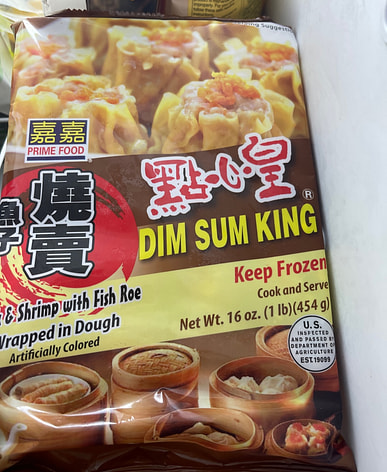 嘉嘉
PRIME FOOD
點心皇®
DIM SUM KING
魚子
燒賣
Keep Frozen
Cook and Serve
& Shrimp with Fish Roe
Wrapped in Dough
Artificially Colored
Net Wt. 16 oz. (1 lb)(454 g)
U.S.
INSPECTED
AND PASSED BY
DEPARTMENT OF
AGRICULTURE
EST.19099